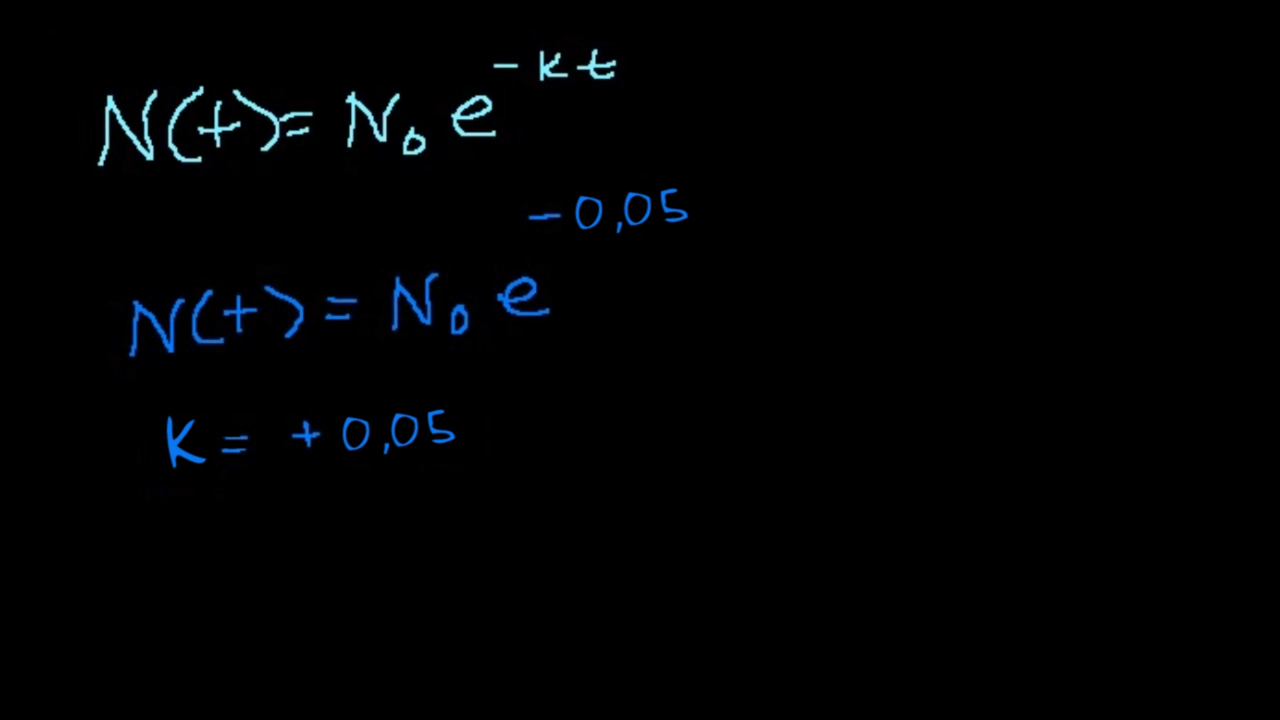 N(t)= N₀ e^{-kt}
N(t) = N₀ e^{-0,05}
K = + 0,05